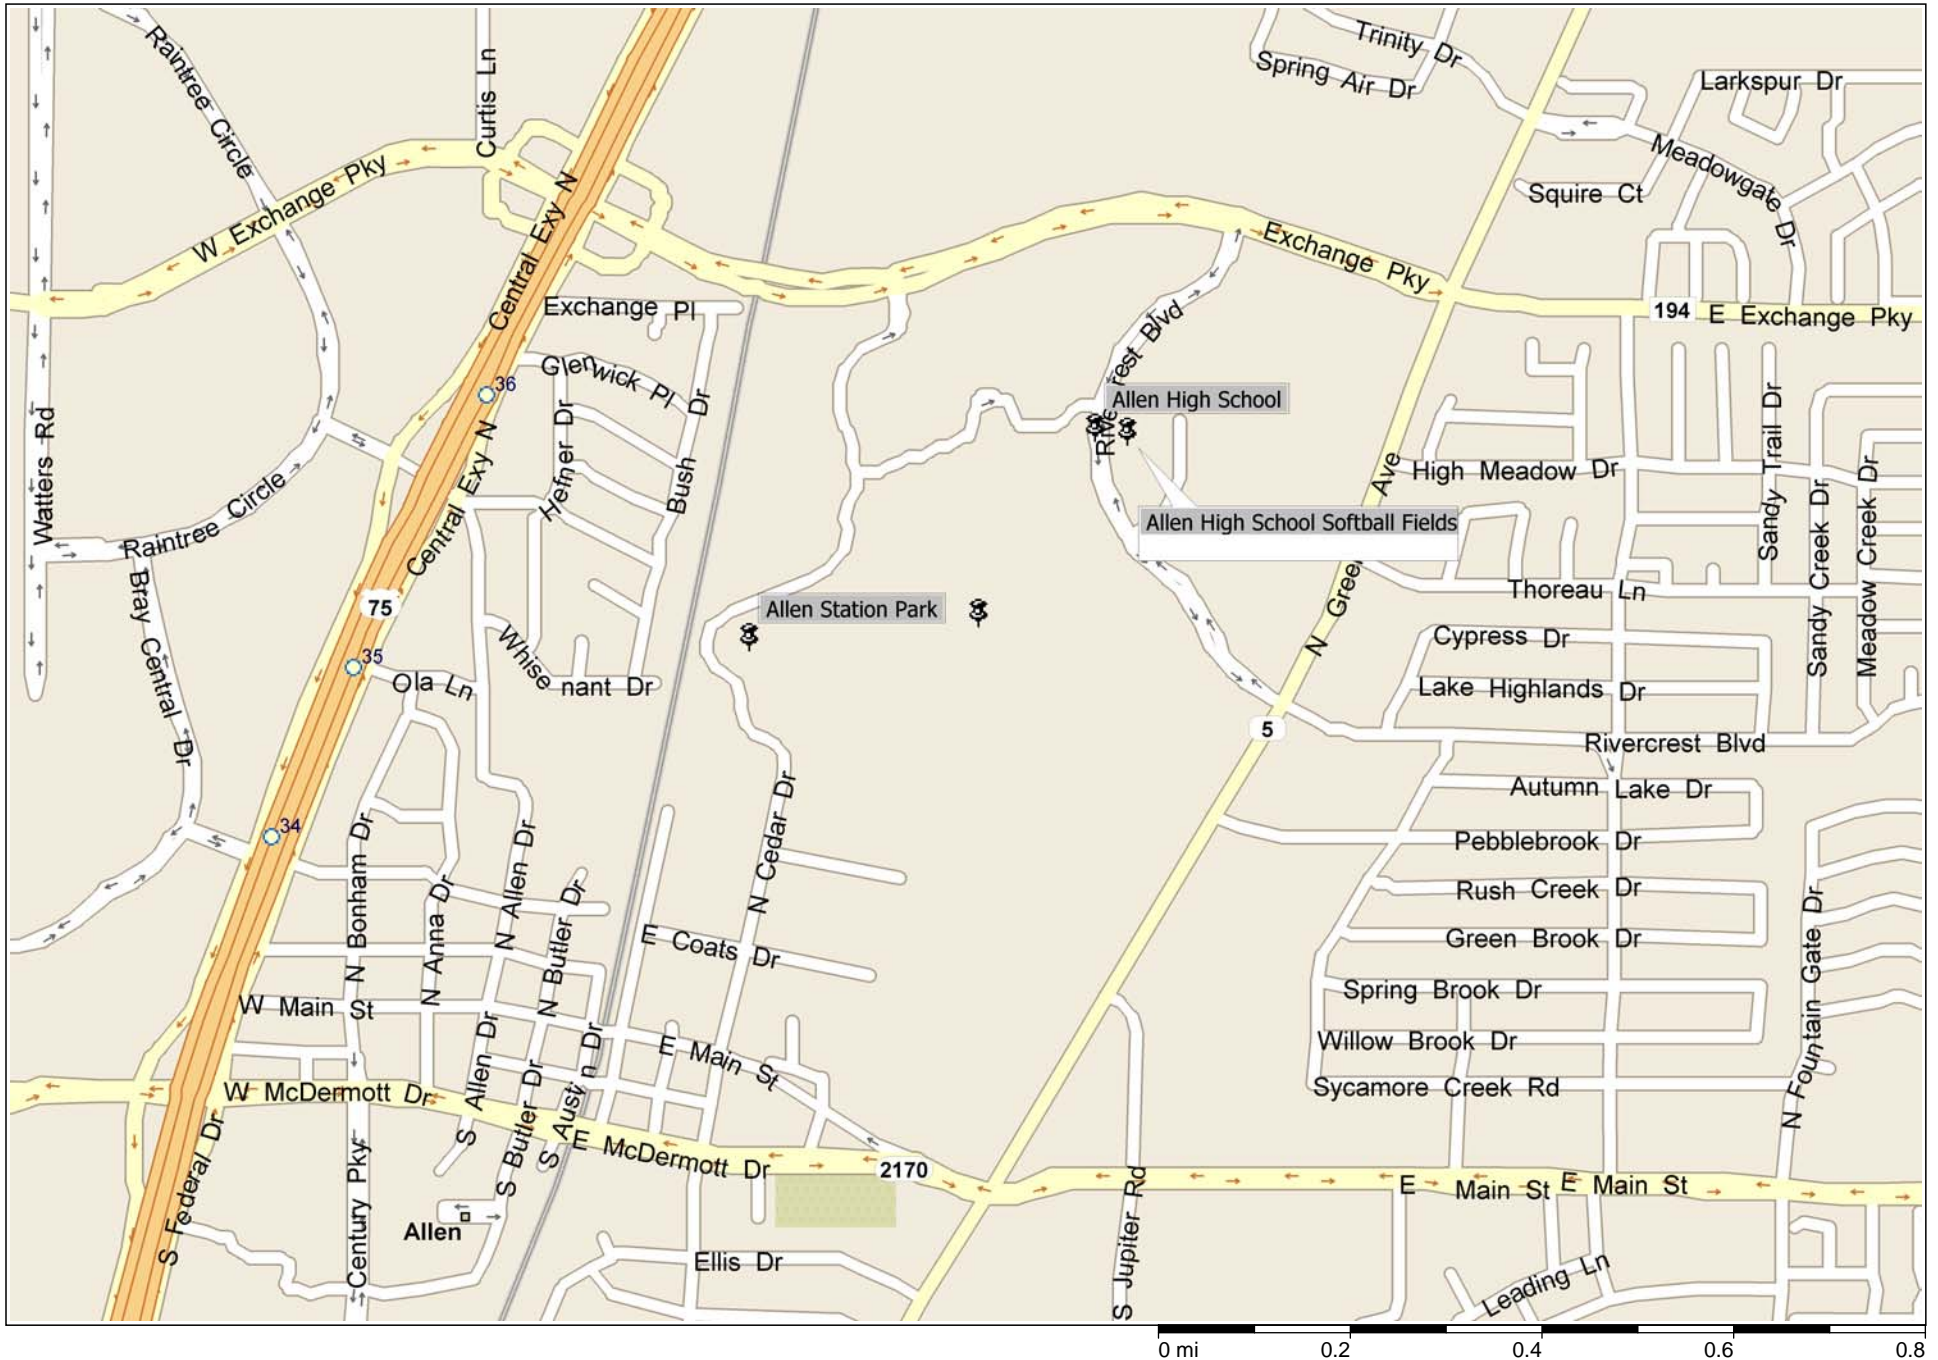 Raintree Circle
Curtis Ln
Trinity Dr
Spring Air Dr
Larkspur Dr
Meadowgate Dr
Squire Ct
W Exchange Pky
Central Exy N
Exchange Pky
194
E Exchange Pky
Exchange Pl
Glenwick Pl
36
Hefner Dr
Bush Dr
Rivercrest Blvd
Allen High School
Watters Rd
Raintree Circle
Central Exy N
High Meadow Dr
Sandy Trail Dr
Sandy Creek Dr
Meadow Creek Dr
Allen High School Softball Fields
N Greenville Ave
Bray Central Dr
75
Thoreau Ln
Allen Station Park
Cypress Dr
35
Ola Ln
Whisenant Dr
Lake Highlands Dr
5
Rivercrest Blvd
Autumn Lake Dr
34
N Bonham Dr
N Anna Dr
N Allen Dr
N Butler Dr
N Cedar Dr
Pebblebrook Dr
Rush Creek Dr
Green Brook Dr
E Coats Dr
N Fountain Gate Dr
Spring Brook Dr
W Main St
Willow Brook Dr
E Main St
Sycamore Creek Rd
W McDermott Dr
S Allen Dr
S Butler Dr
S Austin Dr
E McDermott Dr
2170
S Federal Dr
Century Pky
Allen
S Jupiter Rd
E Main St
E Main St
Ellis Dr
Leading Ln
0 mi 0.2 0.4 0.6 0.8